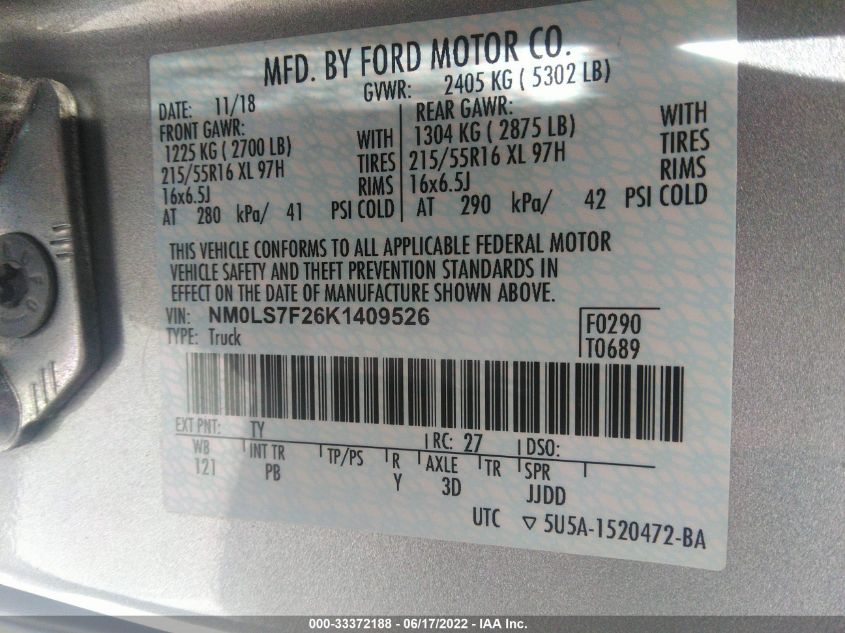 MFD. BY FORD MOTOR CO.
DATE: 11/18 GVWR: 2405 KG ( 5302 LB)
FRONT GAWR: REAR GAWR:
1225 KG ( 2700 LB) WITH 1304 KG ( 2875 LB) WITH
215/55R16 XL 97H TIRES 215/55R16 XL 97H TIRES
16x6.5J RIMS 16x6.5J RIMS
AT 280 kPa/ 41 PSI COLD AT 290 kPa/ 42 PSI COLD
THIS VEHICLE CONFORMS TO ALL APPLICABLE FEDERAL MOTOR
VEHICLE SAFETY AND THEFT PREVENTION STANDARDS IN
EFFECT ON THE DATE OF MANUFACTURE SHOWN ABOVE.
VIN: NM0LS7F26K1409526 F0290
TYPE: Truck T0689
EXT PNT: TY RC: 27 DSO:
WB INT TR TP/PS R AXLE TR SPR
121 PB Y 3D JJDD
UTC ▽ 5U5A-1520472-BA
000-33372188 - 06/17/2022 - IAA Inc.